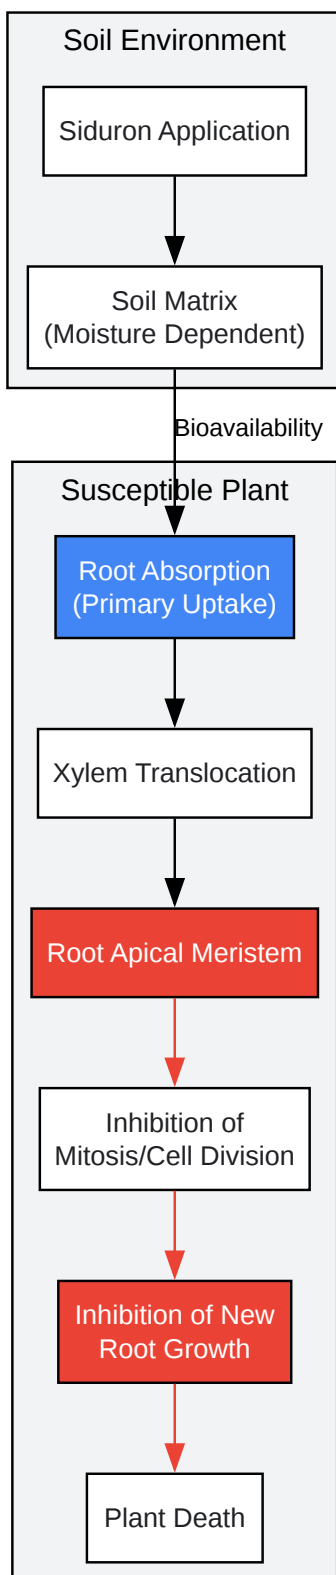 Soil Environment
Siduron Application
Soil Matrix
(Moisture Dependent)
Bioavailability
Susceptible Plant
Root Absorption
(Primary Uptake)
Xylem Translocation
Root Apical Meristem
Inhibition of
Mitosis/Cell Division
Inhibition of New
Root Growth
Plant Death